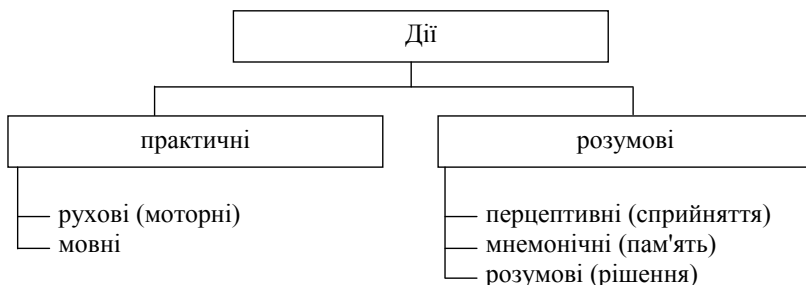 Дії
практичні
розумові
рухові (моторні)
мовні
перцептивні (сприйняття)
мнемонічні (пам'ять)
розумові (рішення)